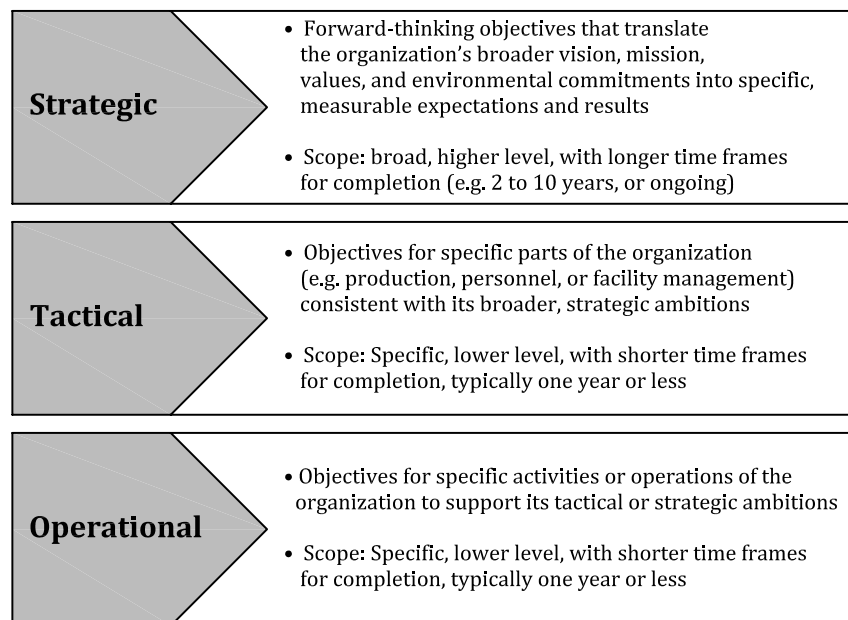 Strategic
• Forward-thinking objectives that translate
the organization's broader vision, mission,
values, and environmental commitments into specific,
measurable expectations and results
• Scope: broad, higher level, with longer time frames
for completion (e.g. 2 to 10 years, or ongoing)
Tactical
• Objectives for specific parts of the organization
(e.g. production, personnel, or facility management)
consistent with its broader, strategic ambitions
• Scope: Specific, lower level, with shorter time frames
for completion, typically one year or less
Operational
• Objectives for specific activities or operations of the
organization to support its tactical or strategic ambitions
• Scope: Specific, lower level, with shorter time frames
for completion, typically one year or less